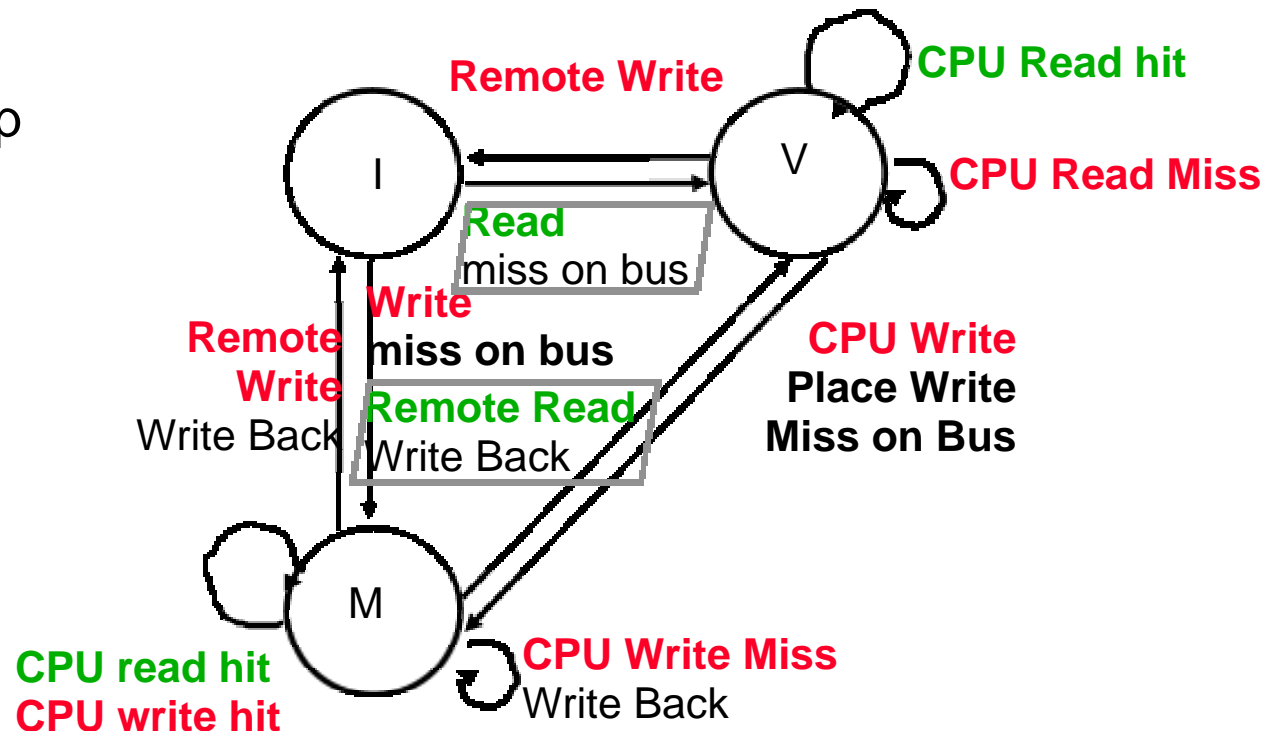 p
Remote Write
CPU Read hit
I
V
CPU Read Miss
Read
miss on bus
Write
miss on bus
Remote
Write
Write Back
Remote Read
Write Back
CPU Write
Place Write
Miss on Bus
M
CPU read hit
CPU write hit
CPU Write Miss
Write Back